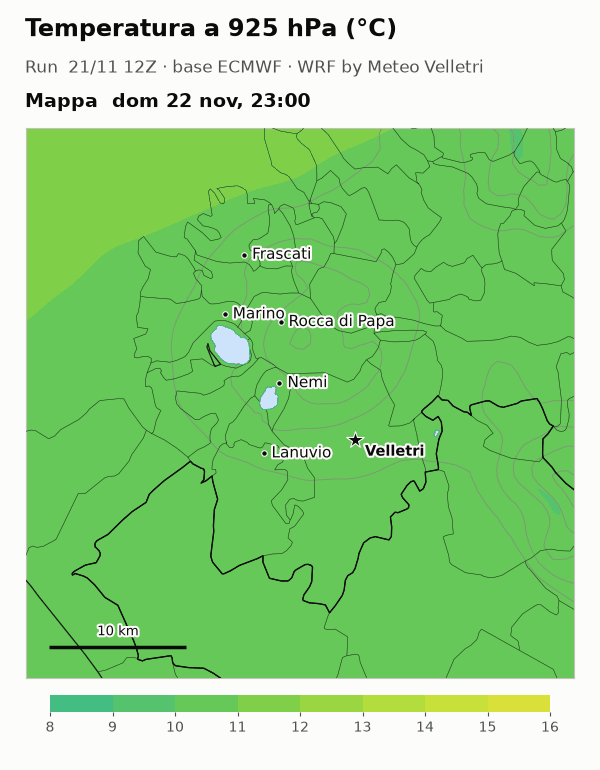 Temperatura a 925 hPa (°C)
Run  21/11 12Z · base ECMWF · WRF by Meteo Velletri
Mappa  dom 22 nov, 23:00
Frascati
Marino
Rocca di Papa
Nemi
Velletri
Lanuvio
10 km
8 9 10 11 12 13 14 15 16